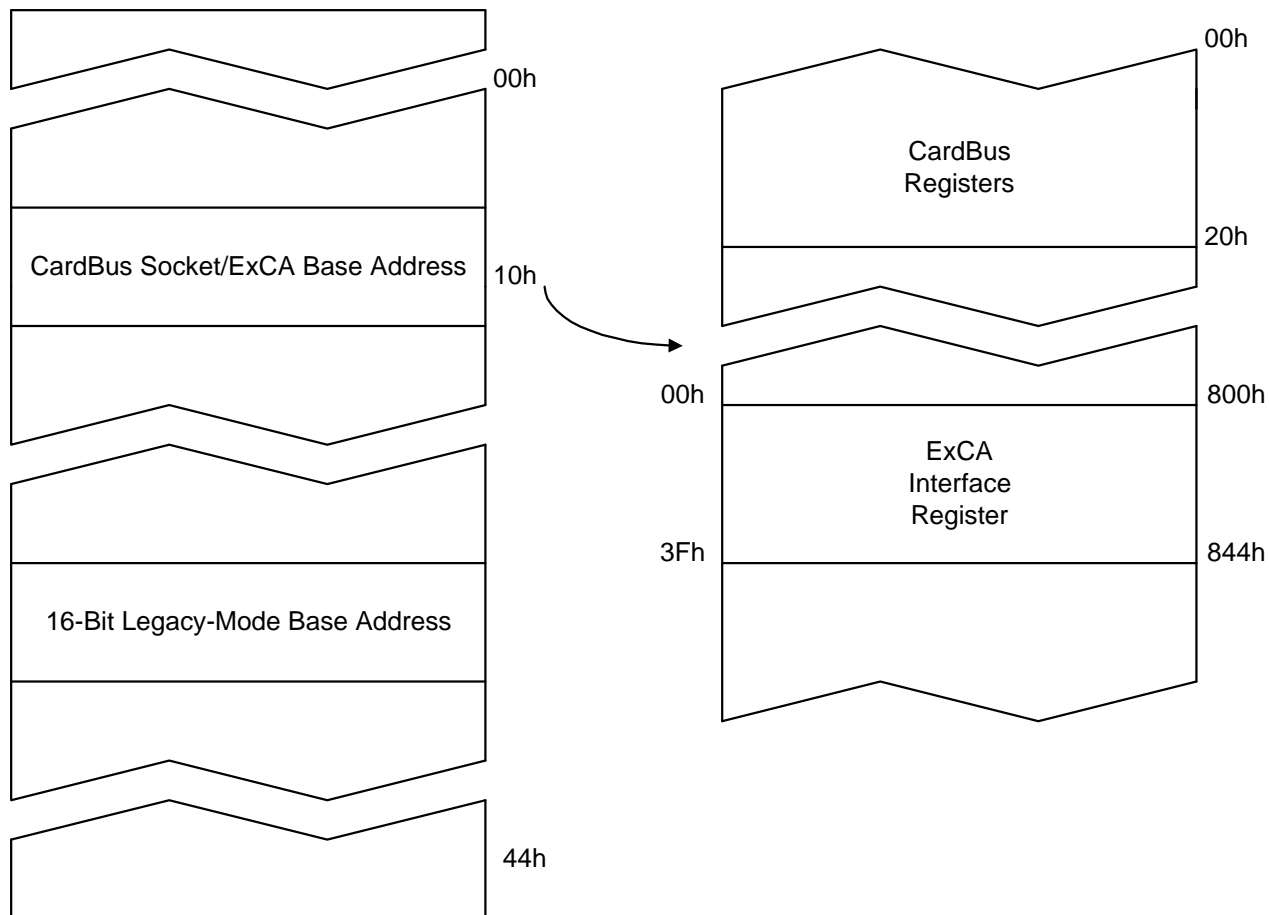 00h
CardBus Socket/ExCA Base Address
10h
16-Bit Legacy-Mode Base Address
44h
00h
CardBus
Registers
20h
00h
800h
ExCA
Interface
Register
3Fh
844h